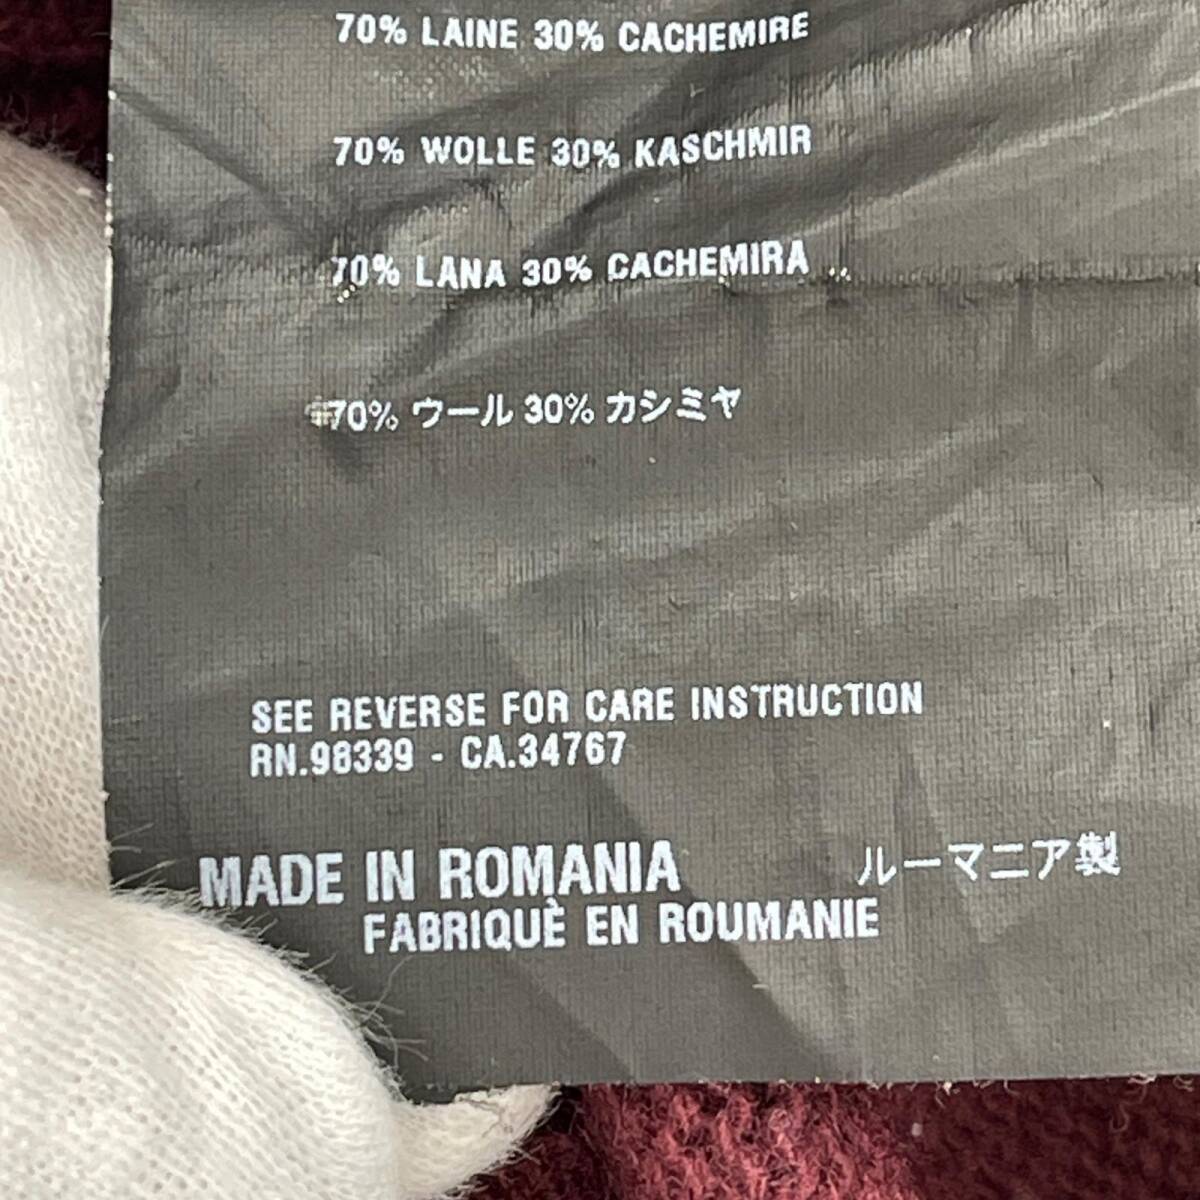 70% LAINE 30% CACHEMIRE
70% WOLLE 30% KASCHMIR
70% LANA 30% CACHEMIRA
70% ウール 30% カシミヤ
SEE REVERSE FOR CARE INSTRUCTION
RN.98339 - CA.34767
MADE IN ROMANIA ルーマニア製
FABRIQUÈ EN ROUMANIE